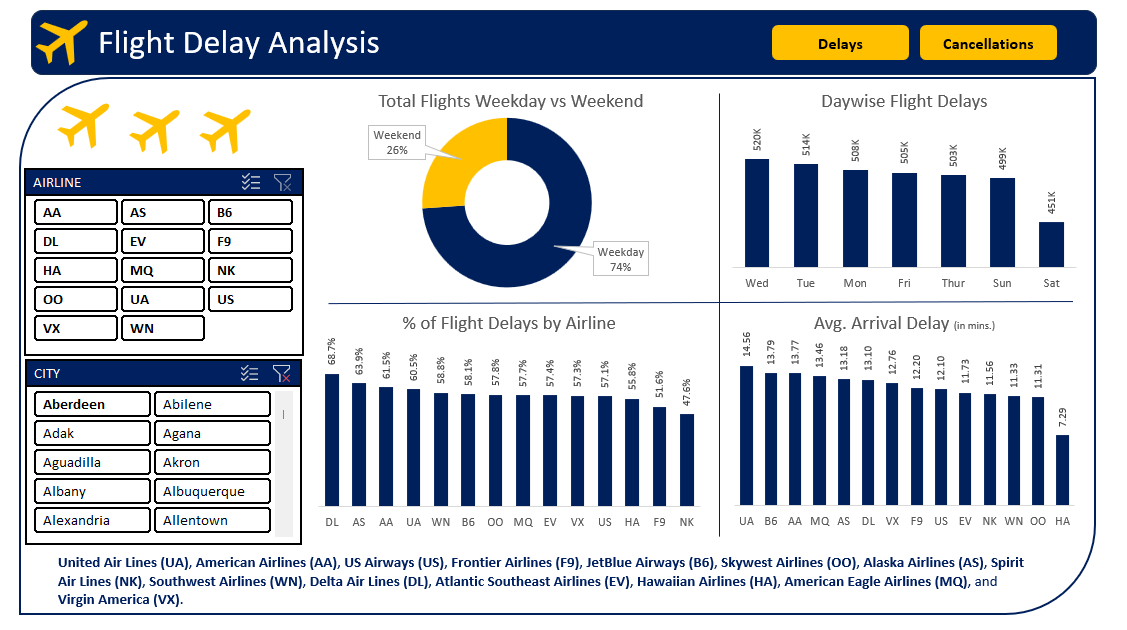 Flight Delay Analysis
Delays
Cancellations
AIRLINE
AA AS B6
DL EV F9
HA MQ NK
OO UA US
VX WN
CITY
Aberdeen Abilene
Adak Agana
Aguadilla Akron
Albany Albuquerque
Alexandria Allentown
Total Flights Weekday vs Weekend
Weekend
26%
Weekday
74%
Daywise Flight Delays
520K 514K 508K 505K 503K 499K 451K
Wed Tue Mon Fri Thur Sun Sat
% of Flight Delays by Airline
68.7% 63.9% 61.5% 60.5% 58.8% 58.1% 57.8% 57.7% 57.4% 57.3% 57.1% 55.8% 51.6% 47.6%
DL AS AA UA WN B6 OO MQ EV VX US HA F9 NK
Avg. Arrival Delay (in mins.)
14.56 13.79 13.77 13.46 13.18 13.10 12.76 12.20 12.10 11.73 11.56 11.33 11.31 7.29
UA B6 AA MQ AS DL VX F9 US EV NK WN OO HA
United Air Lines (UA), American Airlines (AA), US Airways (US), Frontier Airlines (F9), JetBlue Airways (B6), Skywest Airlines (OO), Alaska Airlines (AS), Spirit
Air Lines (NK), Southwest Airlines (WN), Delta Air Lines (DL), Atlantic Southeast Airlines (EV), Hawaiian Airlines (HA), American Eagle Airlines (MQ), and
Virgin America (VX).